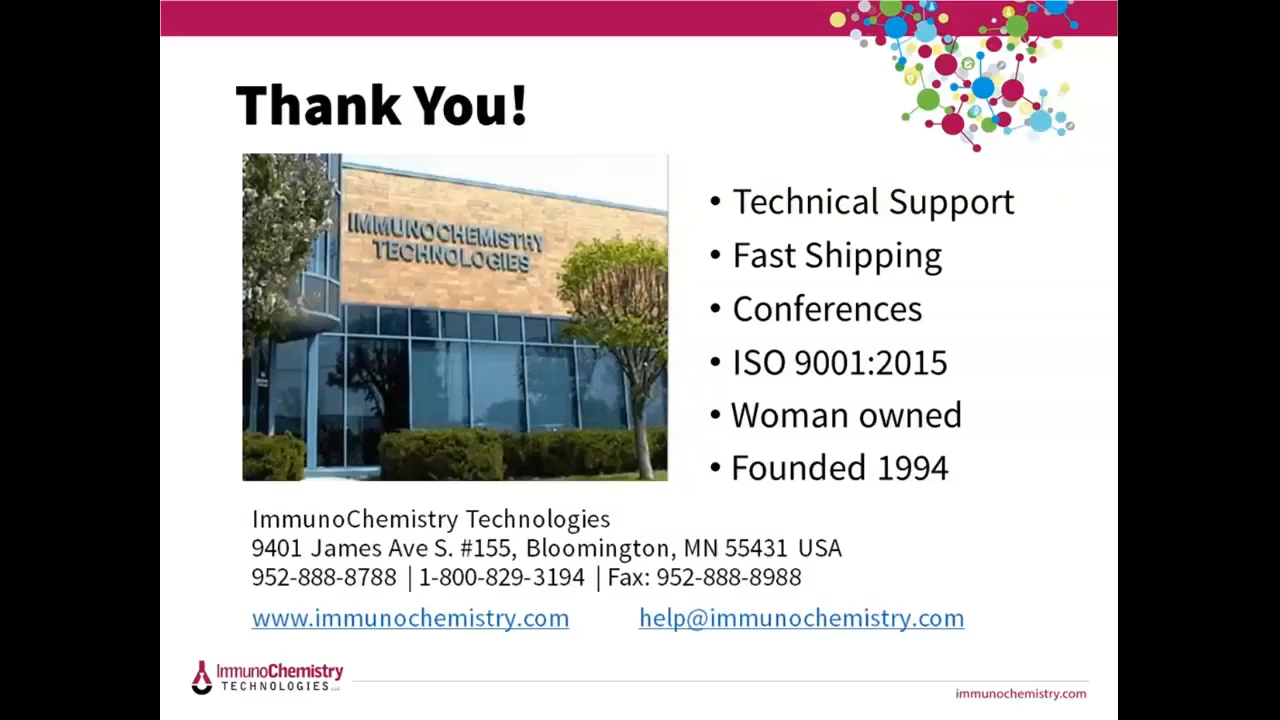 Thank You!
IMMUNOCHEMISTRY
TECHNOLOGIES
• Technical Support
• Fast Shipping
• Conferences
• ISO 9001:2015
• Woman owned
• Founded 1994
ImmunoChemistry Technologies
9401 James Ave S. #155, Bloomington, MN 55431 USA
952-888-8788 | 1-800-829-3194 | Fax: 952-888-8988
www.immunochemistry.com help@immunochemistry.com
ImmunoChemistry
TECHNOLOGIES LLC
immunochemistry.com